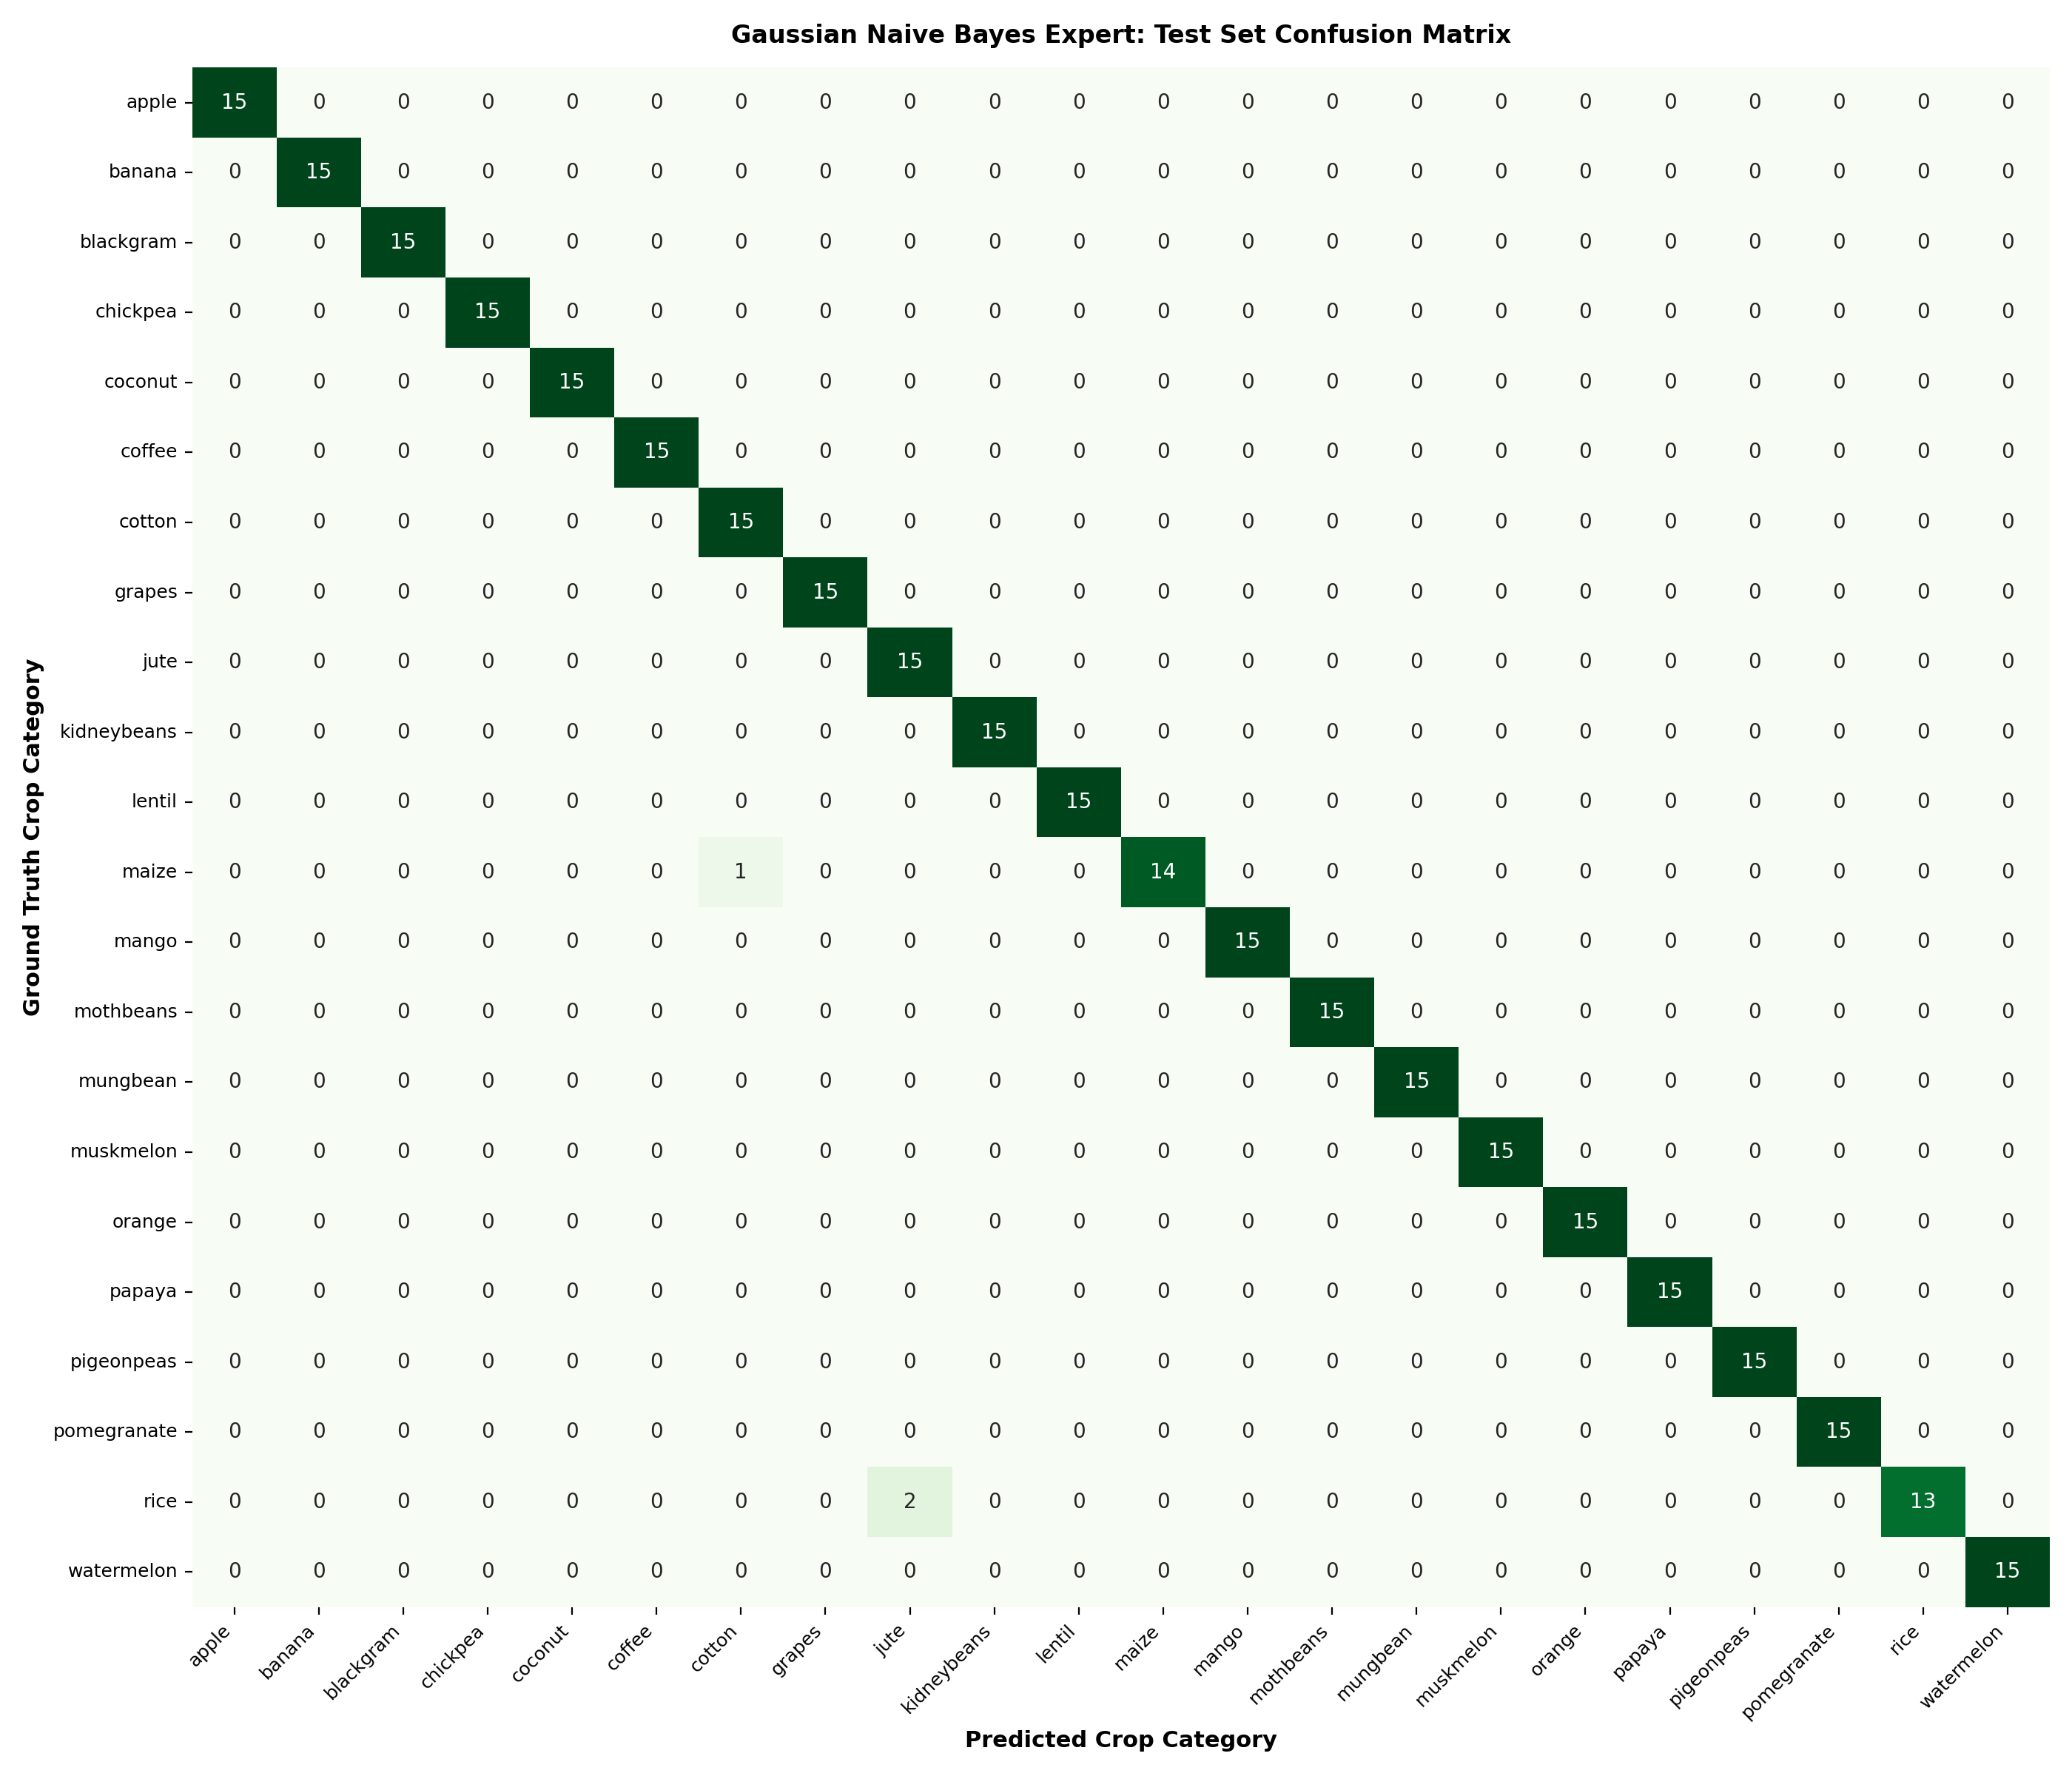 Gaussian Naive Bayes Expert: Test Set Confusion Matrix
Ground Truth Crop Category
apple 15 0 0 0 0 0 0 0 0 0 0 0 0 0 0 0 0 0 0 0 0 0
banana 0 15 0 0 0 0 0 0 0 0 0 0 0 0 0 0 0 0 0 0 0 0
blackgram 0 0 15 0 0 0 0 0 0 0 0 0 0 0 0 0 0 0 0 0 0 0
chickpea 0 0 0 15 0 0 0 0 0 0 0 0 0 0 0 0 0 0 0 0 0 0
coconut 0 0 0 0 15 0 0 0 0 0 0 0 0 0 0 0 0 0 0 0 0 0
coffee 0 0 0 0 0 15 0 0 0 0 0 0 0 0 0 0 0 0 0 0 0 0
cotton 0 0 0 0 0 0 15 0 0 0 0 0 0 0 0 0 0 0 0 0 0 0
grapes 0 0 0 0 0 0 0 15 0 0 0 0 0 0 0 0 0 0 0 0 0 0
jute 0 0 0 0 0 0 0 0 15 0 0 0 0 0 0 0 0 0 0 0 0 0
kidneybeans 0 0 0 0 0 0 0 0 0 15 0 0 0 0 0 0 0 0 0 0 0 0
lentil 0 0 0 0 0 0 0 0 0 0 15 0 0 0 0 0 0 0 0 0 0 0
maize 0 0 0 0 0 0 1 0 0 0 0 14 0 0 0 0 0 0 0 0 0 0
mango 0 0 0 0 0 0 0 0 0 0 0 0 15 0 0 0 0 0 0 0 0 0
mothbeans 0 0 0 0 0 0 0 0 0 0 0 0 0 15 0 0 0 0 0 0 0 0
mungbean 0 0 0 0 0 0 0 0 0 0 0 0 0 0 15 0 0 0 0 0 0 0
muskmelon 0 0 0 0 0 0 0 0 0 0 0 0 0 0 0 15 0 0 0 0 0 0
orange 0 0 0 0 0 0 0 0 0 0 0 0 0 0 0 0 15 0 0 0 0 0
papaya 0 0 0 0 0 0 0 0 0 0 0 0 0 0 0 0 0 15 0 0 0 0
pigeonpeas 0 0 0 0 0 0 0 0 0 0 0 0 0 0 0 0 0 0 15 0 0 0
pomegranate 0 0 0 0 0 0 0 0 0 0 0 0 0 0 0 0 0 0 0 15 0 0
rice 0 0 0 0 0 0 0 0 2 0 0 0 0 0 0 0 0 0 0 0 13 0
watermelon 0 0 0 0 0 0 0 0 0 0 0 0 0 0 0 0 0 0 0 0 0 15
apple banana blackgram chickpea coconut coffee cotton grapes jute kidneybeans lentil maize mango mothbeans mungbean muskmelon orange papaya pigeonpeas pomegranate rice watermelon
Predicted Crop Category